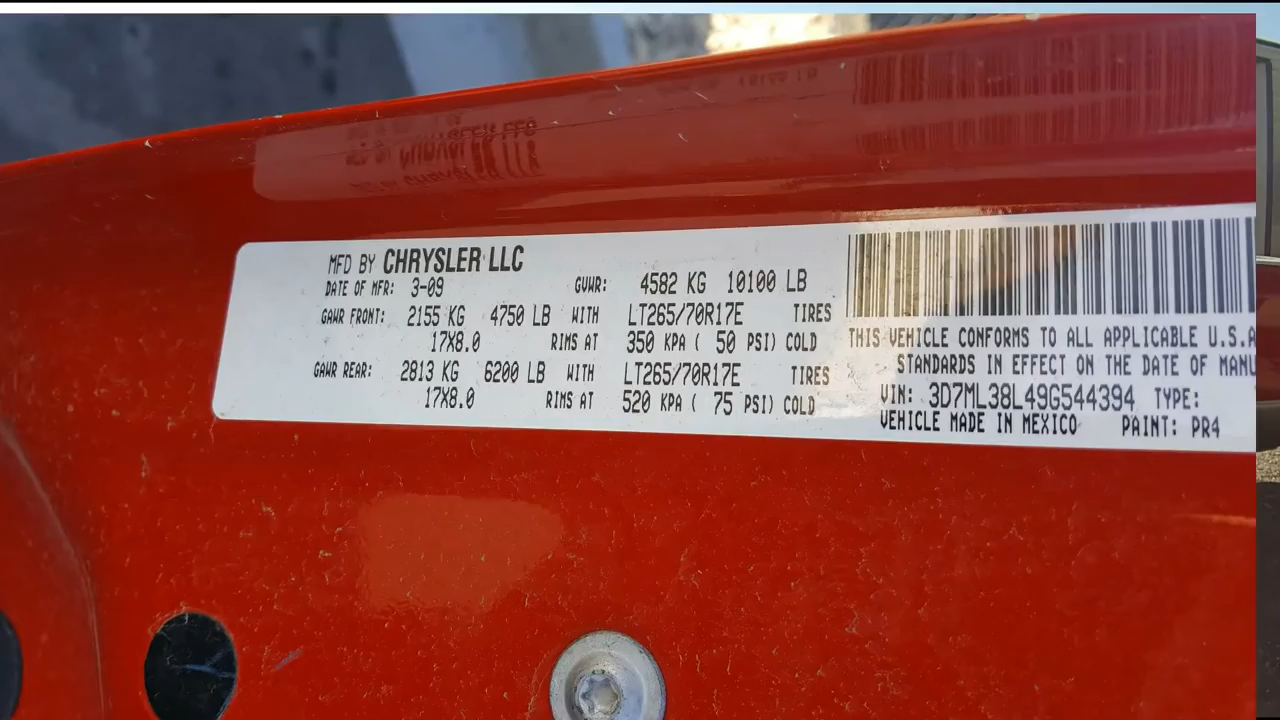 MFD BY CHRYSLER LLC
DATE OF MFR: 3-09 GVWR: 4582 KG 10100 LB
GAWR FRONT: 2155 KG 4750 LB WITH LT265/70R17E TIRES
17X8.0 RIMS AT 350 KPA ( 50 PSI) COLD
GAWR REAR: 2813 KG 6200 LB WITH LT265/70R17E TIRES
17X8.0 RIMS AT 520 KPA ( 75 PSI) COLD
THIS VEHICLE CONFORMS TO ALL APPLICABLE U.S.A
STANDARDS IN EFFECT ON THE DATE OF MANU
VIN: 3D7ML38L49G544394 TYPE:
VEHICLE MADE IN MEXICO PAINT: PR4